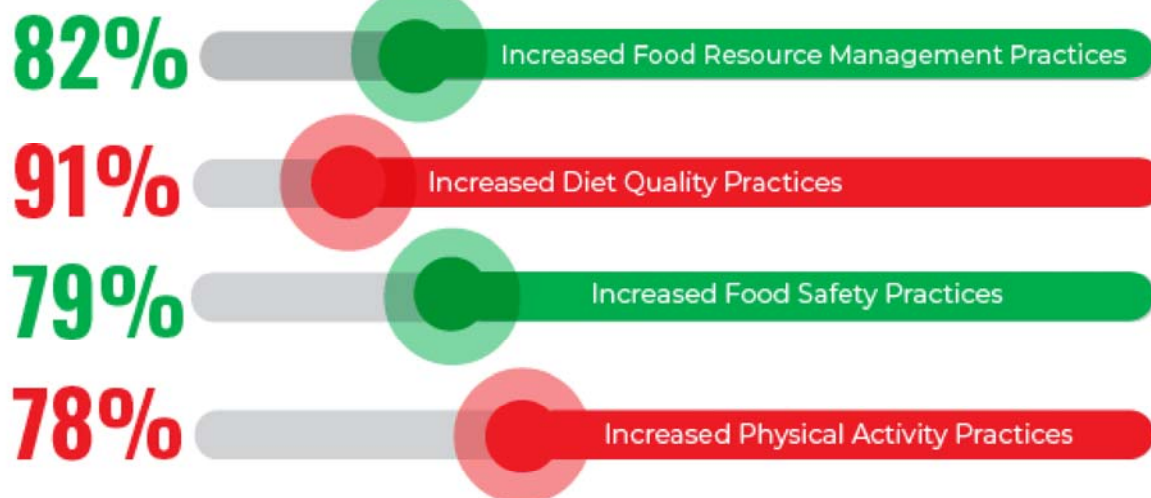 82% Increased Food Resource Management Practices
91% Increased Diet Quality Practices
79% Increased Food Safety Practices
78% Increased Physical Activity Practices